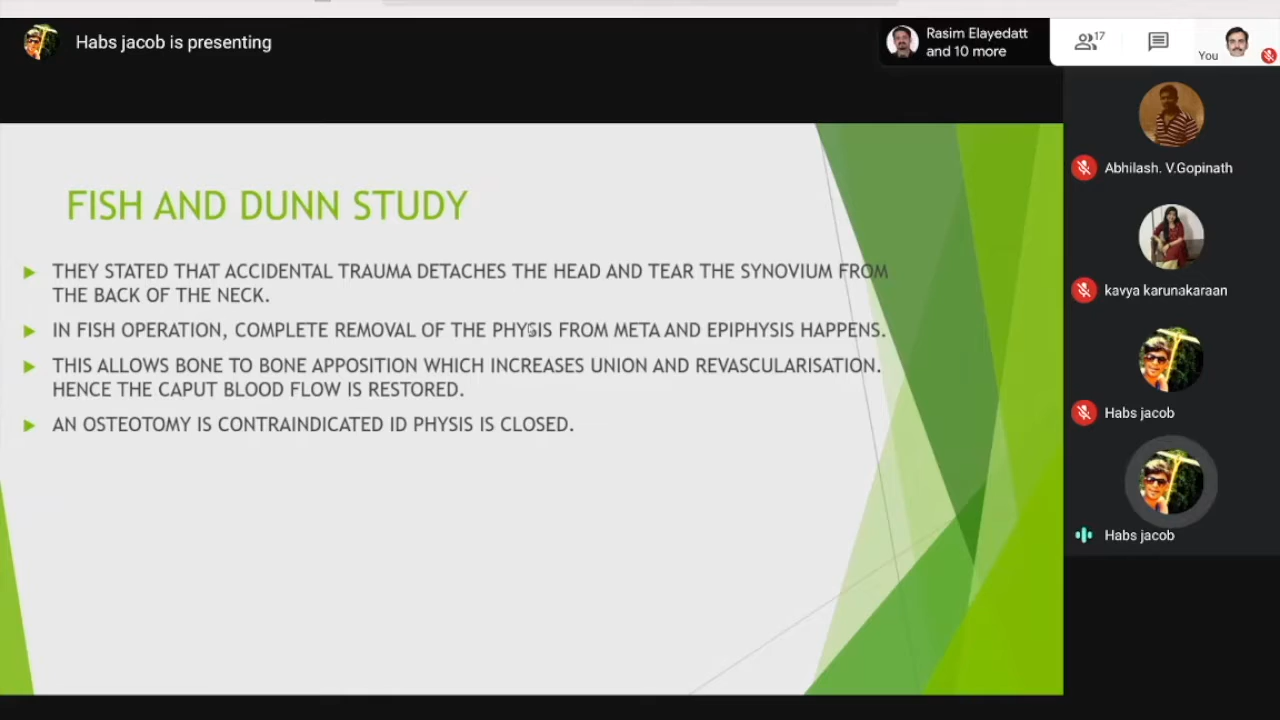 Habs jacob is presenting
Rasim Elayedatt
and 10 more
17
You
Abhilash. V.Gopinath
kavya karunakaraan
Habs jacob
Habs jacob
FISH AND DUNN STUDY
THEY STATED THAT ACCIDENTAL TRAUMA DETACHES THE HEAD AND TEAR THE SYNOVIUM FROM
THE BACK OF THE NECK.
IN FISH OPERATION, COMPLETE REMOVAL OF THE PHYSIS FROM META AND EPIPHYSIS HAPPENS.
THIS ALLOWS BONE TO BONE APPOSITION WHICH INCREASES UNION AND REVASCULARISATION.
HENCE THE CAPUT BLOOD FLOW IS RESTORED.
AN OSTEOTOMY IS CONTRAINDICATED ID PHYSIS IS CLOSED.